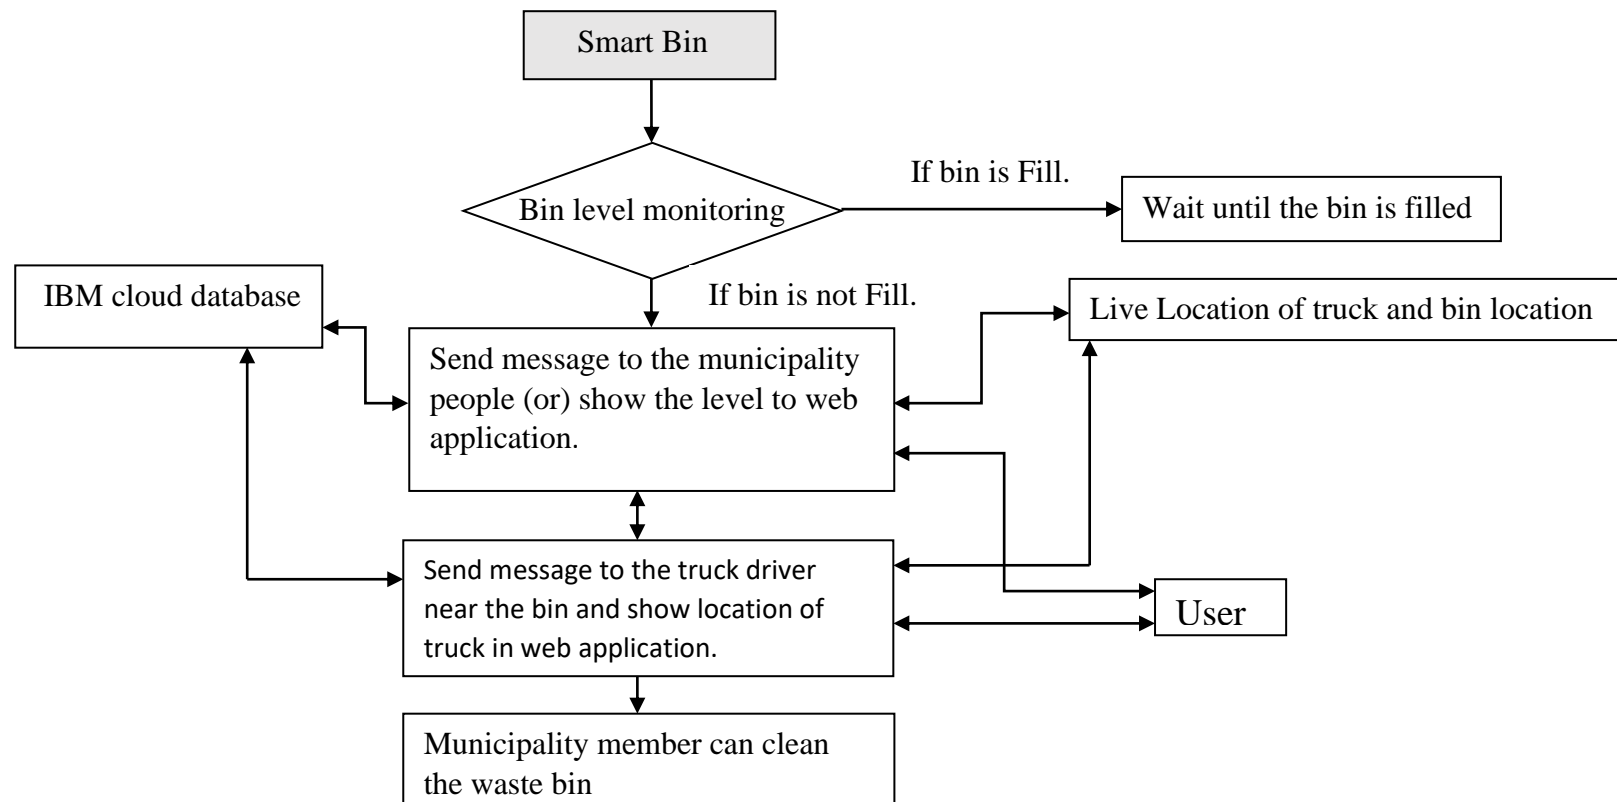 Smart Bin
If bin is Fill.
Bin level monitoring
Wait until the bin is filled
IBM cloud database
If bin is not Fill.
Live Location of truck and bin location
Send message to the municipality
people (or) show the level to web
application.
Send message to the truck driver
near the bin and show location of
truck in web application.
User
Municipality member can clean
the waste bin